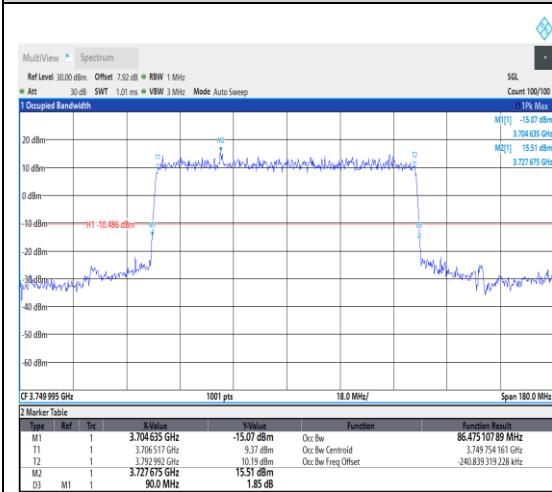 MultiView Spectrum
Ref Level 30.00 dBm Offset 7.92 dB RBW 1 MHz SGL
Att 30 dB SWT 1.01 ms VBW 3 MHz Mode Auto Sweep Count 100/100
1 Occupied Bandwidth 1Pk Max
M1[1] -15.07 dBm
3.704 635 GHz
M2[1] 15.51 dBm
3.727 675 GHz
20 dBm
M2
T1
T2
10 dBm
0 dBm
-10 dBm
H1 -10.486 dBm
M1
D3
-20 dBm
-30 dBm
-40 dBm
-50 dBm
-60 dBm
CF 3.749 995 GHz 1001 pts 18.0 MHz/ Span 180.0 MHz
2 Marker Table
Type Ref Trc X-Value Y-Value Function Function Result
M1 1 3.704 635 GHz -15.07 dBm Occ Bw 86.475 107 89 MHz
T1 1 3.706 517 GHz 9.37 dBm Occ Bw Centroid 3.749 754 161 GHz
T2 1 3.792 992 GHz 10.19 dBm Occ Bw Freq Offset -240.839 319 228 kHz
M2 1 3.727 675 GHz 15.51 dBm
D3 M1 1 90.0 MHz 1.85 dB